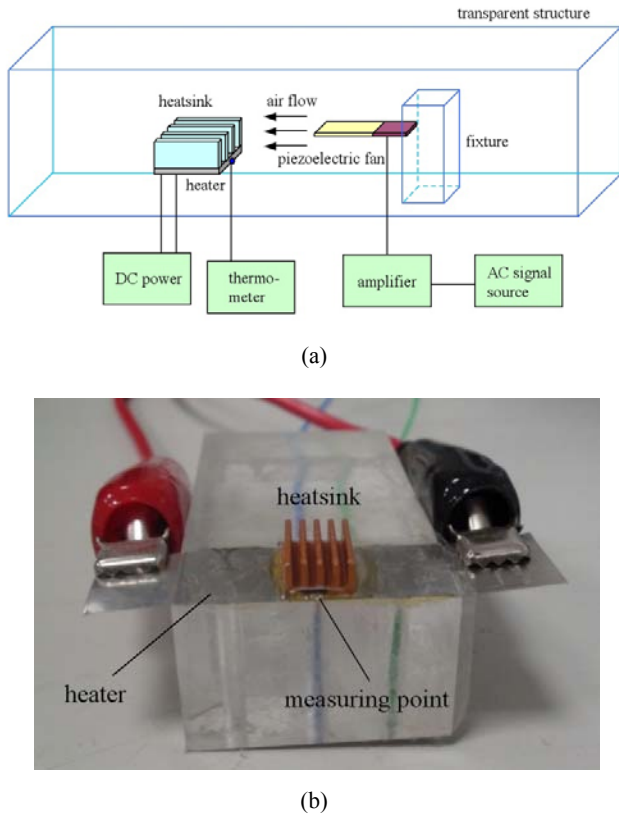 transparent structure
heatsink
air flow
fixture
piezoelectric fan
heater
DC power
thermo-
meter
amplifier
AC signal
source
(a)
heatsink
heater
measuring point
(b)